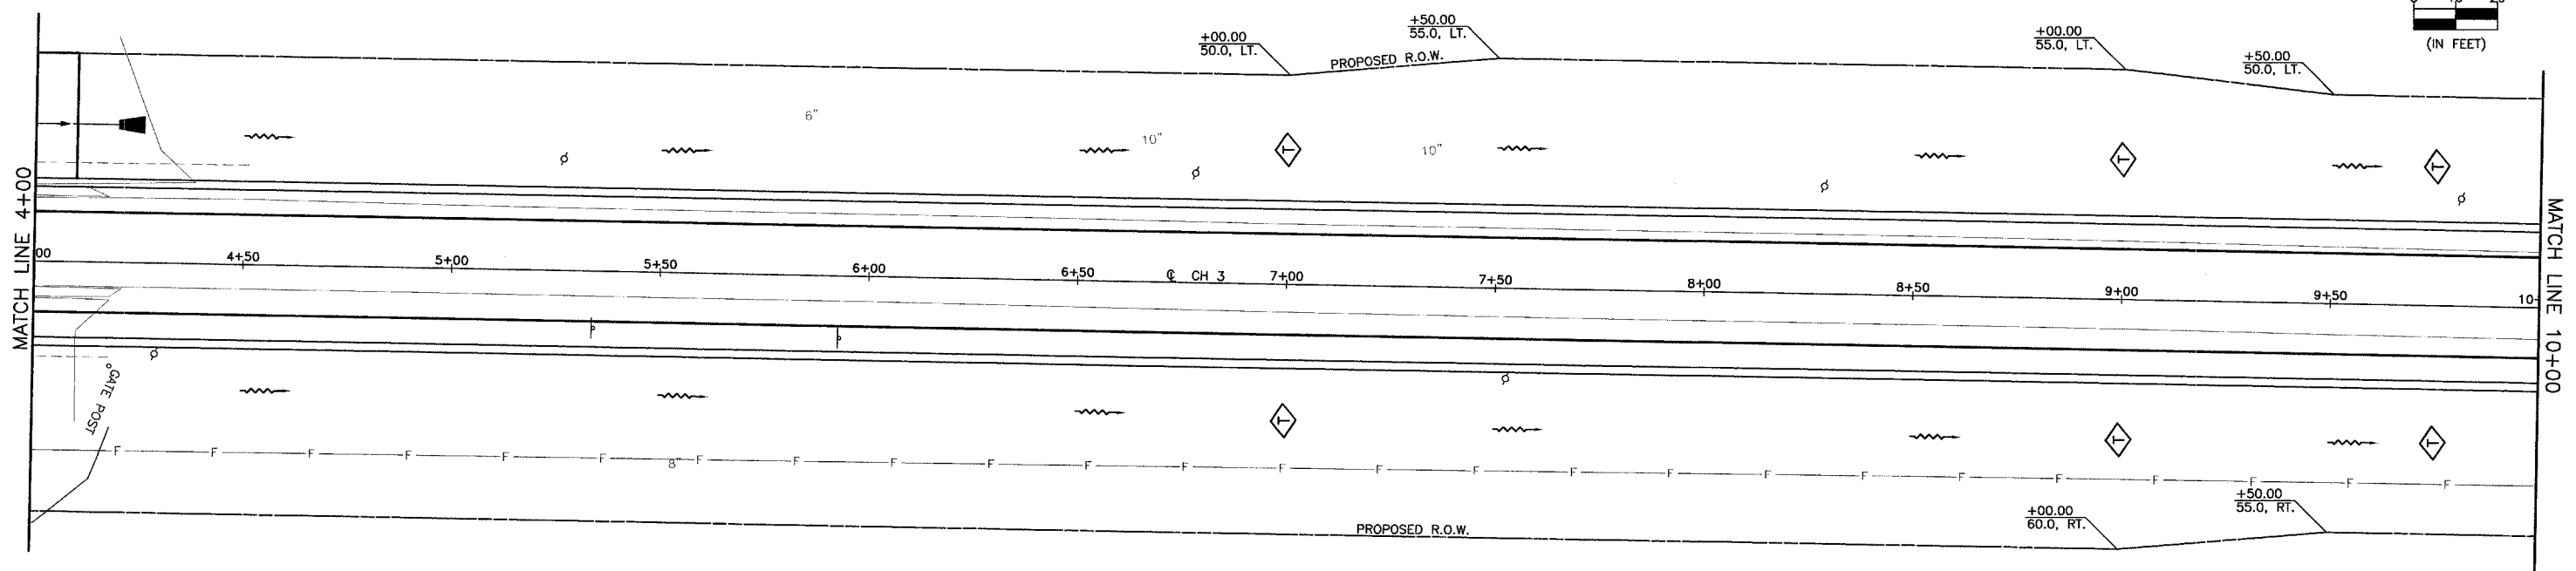 +00.00
50.0, LT.
+50.00
55.0, LT.
PROPOSED R.O.W.
+00.00
55.0, LT.
+50.00
50.0, LT.
(IN FEET)
6"
10"
10"
T
T
T
MATCH LINE 4+00
00
4+50
5+00
5+50
6+00
6+50
℄ CH 3
7+00
7+50
8+00
8+50
9+00
9+50
10
MATCH LINE 10+00
GATE POST
T
T
T
F F F F F F
8"
F F F F F F F F F F F F F F F F F F F
PROPOSED R.O.W.
+00.00
60.0, RT.
+50.00
55.0, RT.